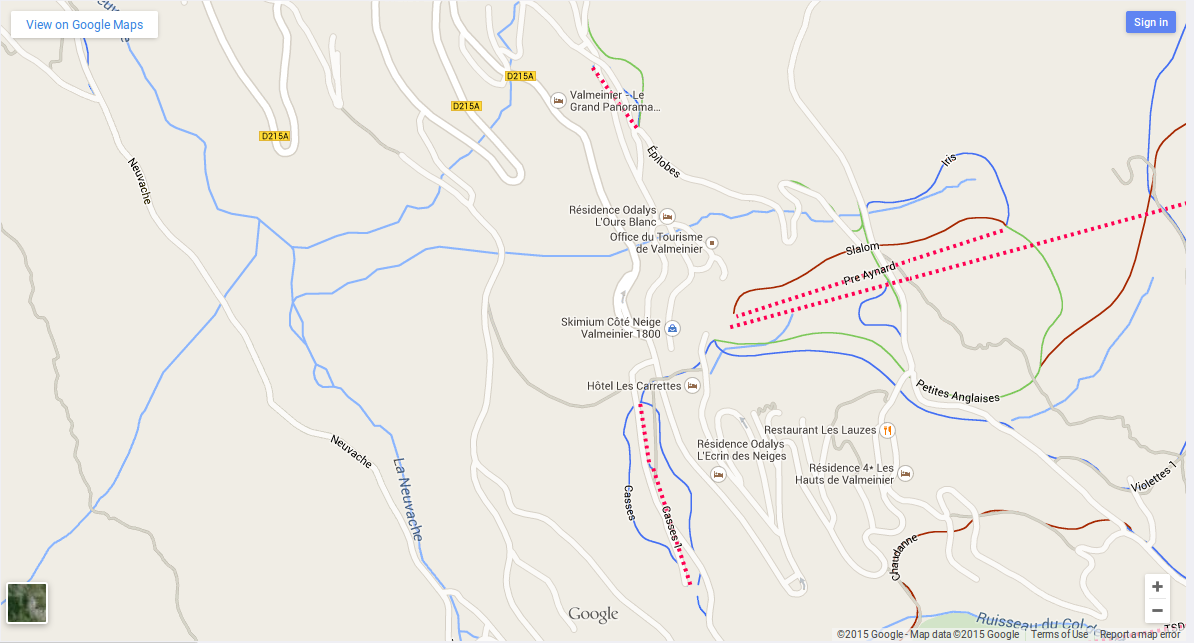 View on Google Maps
Sign in
D215A
D215A
D215A
Valmeinier - Le
Grand Panorama...
Neuvache
Épilobes
Iris
Résidence Odalys
L'Ours Blanc
Office du Tourisme
de Valmeinier
Slalom
Pre Aynard
Skimium Côté Neige
Valmeinier 1800
Hôtel Les Carrettes
Petites Anglaises
Restaurant Les Lauzes
Neuvache
Résidence Odalys
L'Ecrin des Neiges
Résidence 4* Les
Hauts de Valmeinier
Violettes 1
La Neuvache
Casses
Casses 1
Chaudanne
Google
Ruisseau du Col d
©2015 Google - Map data ©2015 Google
Terms of Use
Report a map error